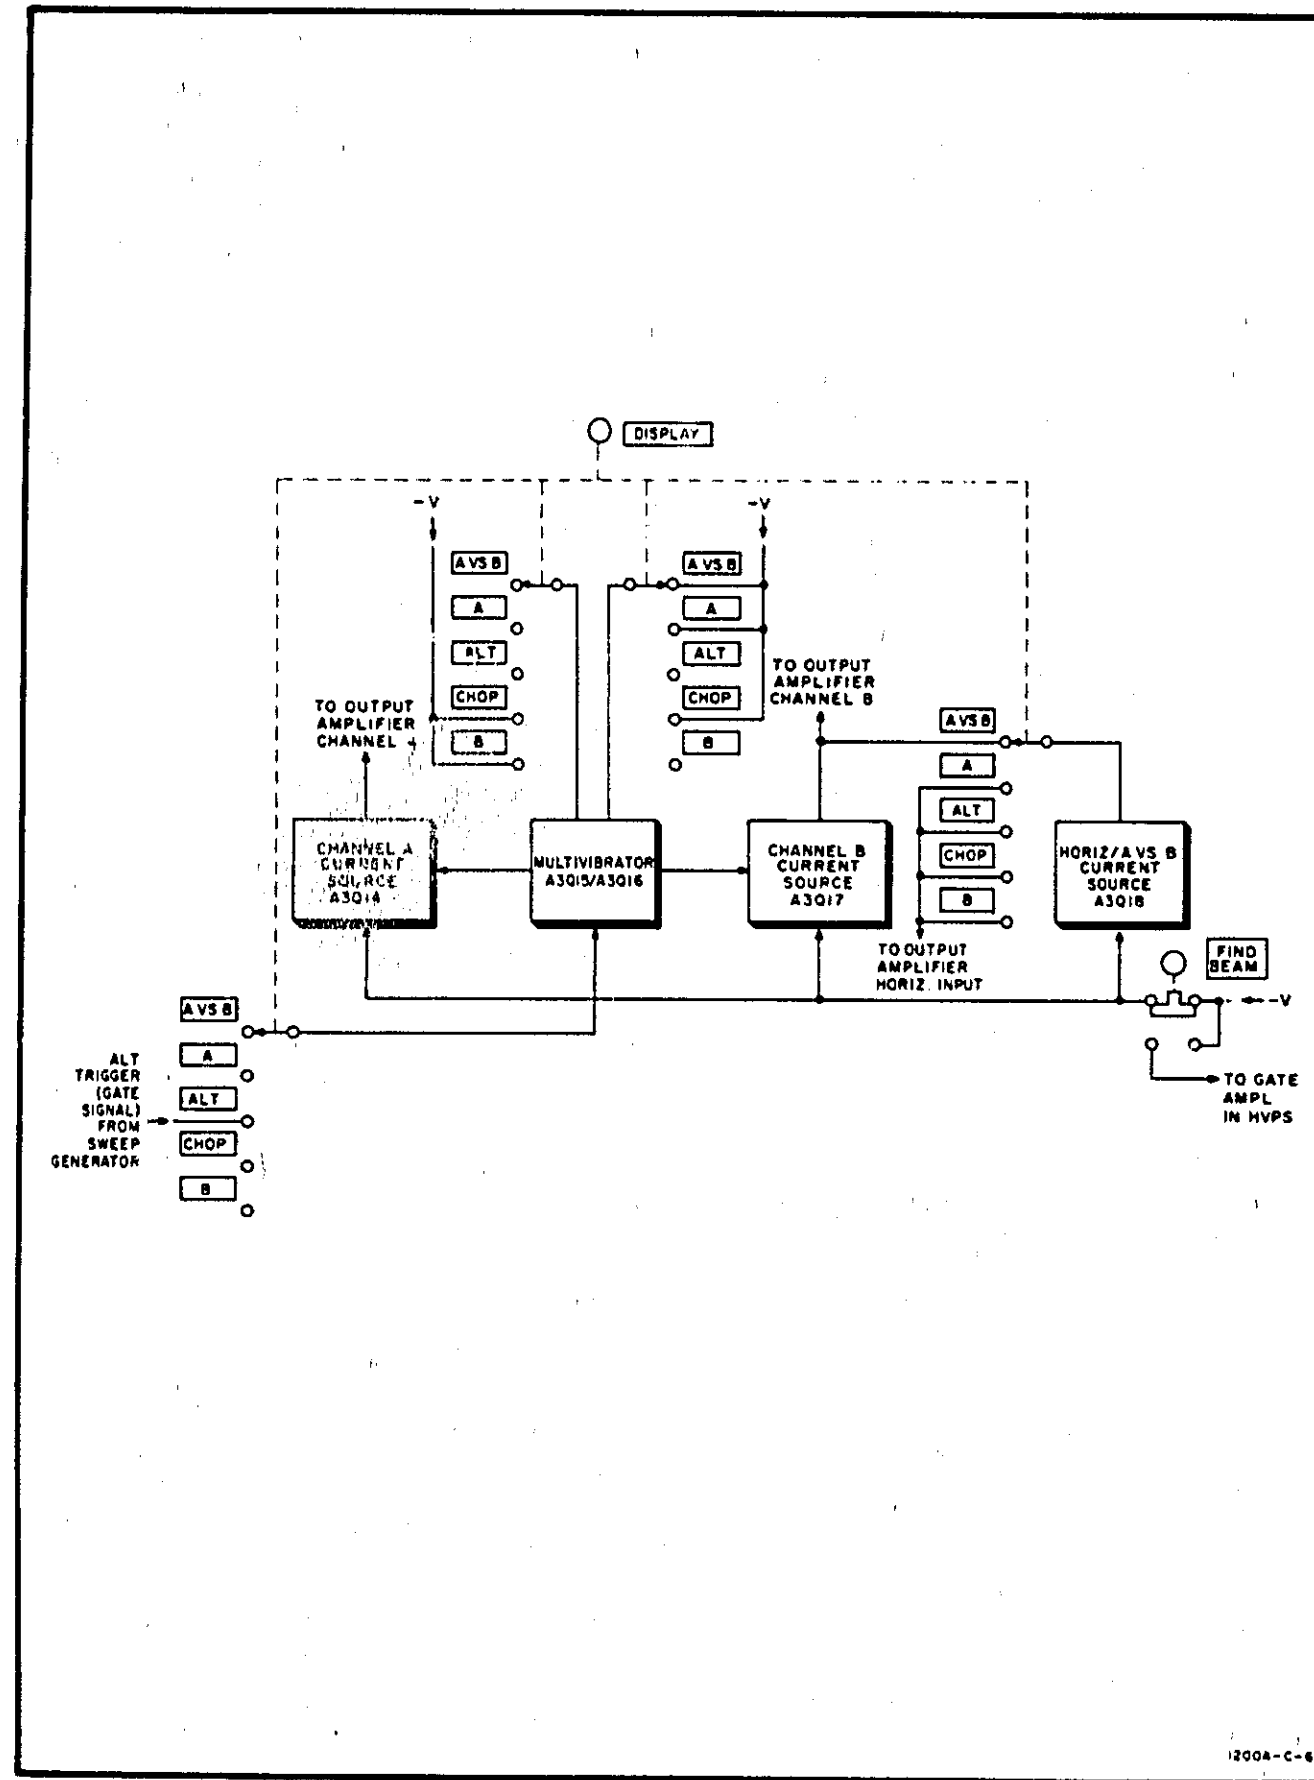 DISPLAY
-V
-V
A VS B
A
ALT
CHOP
B
A VS B
A
ALT
CHOP
B
TO OUTPUT
AMPLIFIER
CHANNEL
TO OUTPUT
AMPLIFIER
CHANNEL B
A VS B
A
ALT
CHOP
B
CHANNEL A
CURRENT
SOURCE
A3Q14
MULTIVIBRATOR
A3Q15/A3Q16
CHANNEL B
CURRENT
SOURCE
A3Q17
HORIZ/A VS B
CURRENT
SOURCE
A3Q18
TO OUTPUT
AMPLIFIER
HORIZ. INPUT
FIND
BEAM
-V
A VS B
A
ALT
CHOP
B
ALT
TRIGGER
(GATE
SIGNAL)
FROM
SWEEP
GENERATOR
TO GATE
AMPL
IN HVPS
1200A-C-6